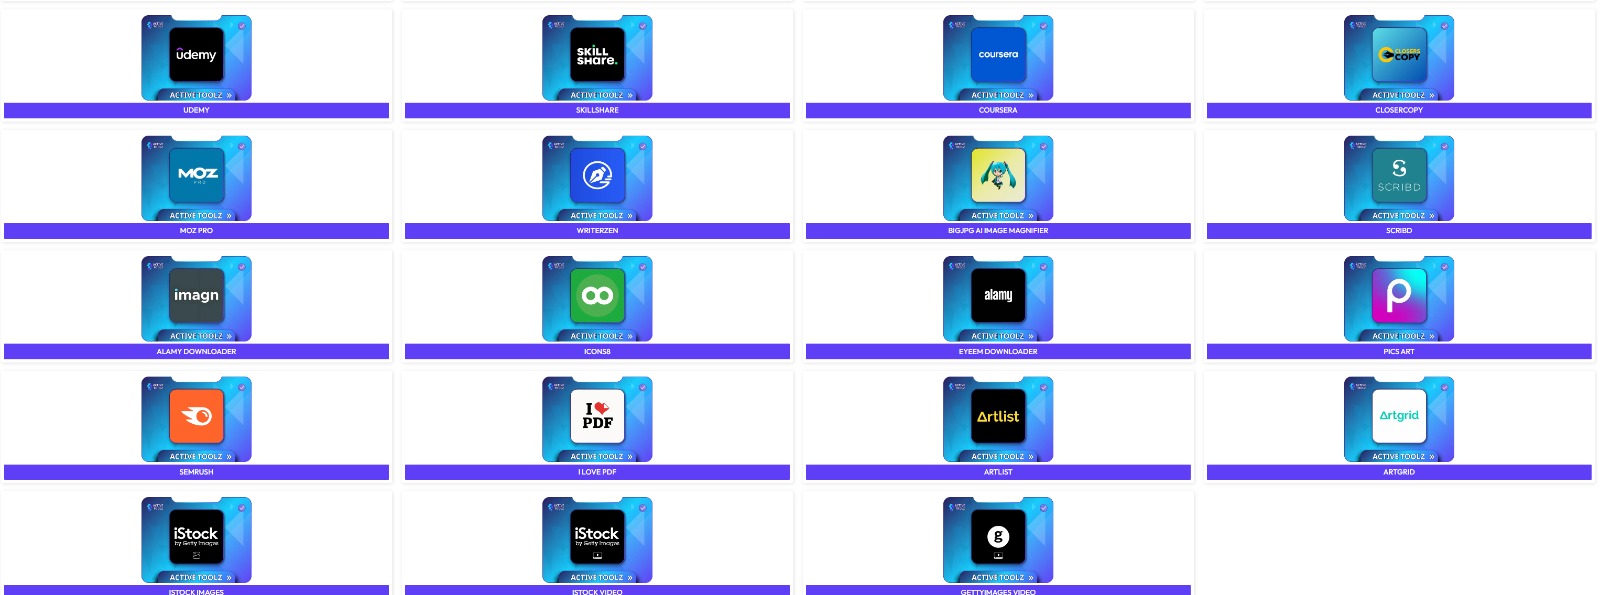 udemy
ACTIVE TOOLZ »
UDEMY
SKILL
SHARE.
ACTIVE TOOLZ »
SKILLSHARE
coursera
ACTIVE TOOLZ »
COURSERA
CLOSERS
COPY
ACTIVE TOOLZ »
CLOSERCOPY
MOZ
PRO
ACTIVE TOOLZ »
MOZ PRO
ACTIVE TOOLZ »
WRITERZEN
ACTIVE TOOLZ »
BIGJPG AI IMAGE MAGNIFIER
SCRIBD
ACTIVE TOOLZ »
SCRIBD
imagn
ACTIVE TOOLZ »
ALAMY DOWNLOADER
ACTIVE TOOLZ »
ICONS8
alamy
ACTIVE TOOLZ »
EYEEM DOWNLOADER
P
ACTIVE TOOLZ »
PICS ART
ACTIVE TOOLZ »
SEMRUSH
I
PDF
ACTIVE TOOLZ »
I LOVE PDF
Artlist
ACTIVE TOOLZ »
ARTLIST
Artgrid
ACTIVE TOOLZ »
ARTGRID
iStock
by Getty Images
ACTIVE TOOLZ »
ISTOCK IMAGES
iStock
by Getty Images
ACTIVE TOOLZ »
ISTOCK VIDEO
g
ACTIVE TOOLZ »
GETTYIMAGES VIDEO